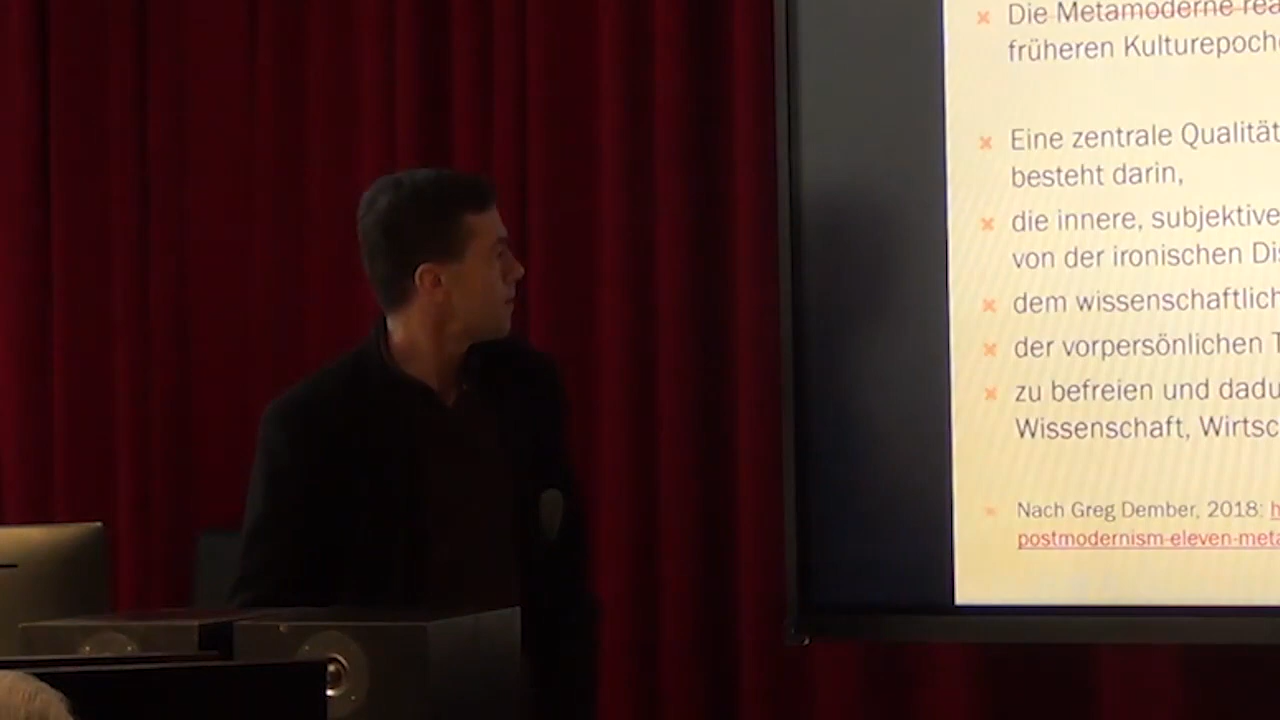 Die Metamoderne rea
früheren Kulturepoch
Eine zentrale Qualität
besteht darin,
die innere, subjektive
von der ironischen Dis
dem wissenschaftlich
der vorpersönlichen T
zu befreien und dadu
Wissenschaft, Wirtsc
Nach Greg Dember, 2018: h
postmodernism-eleven-meta